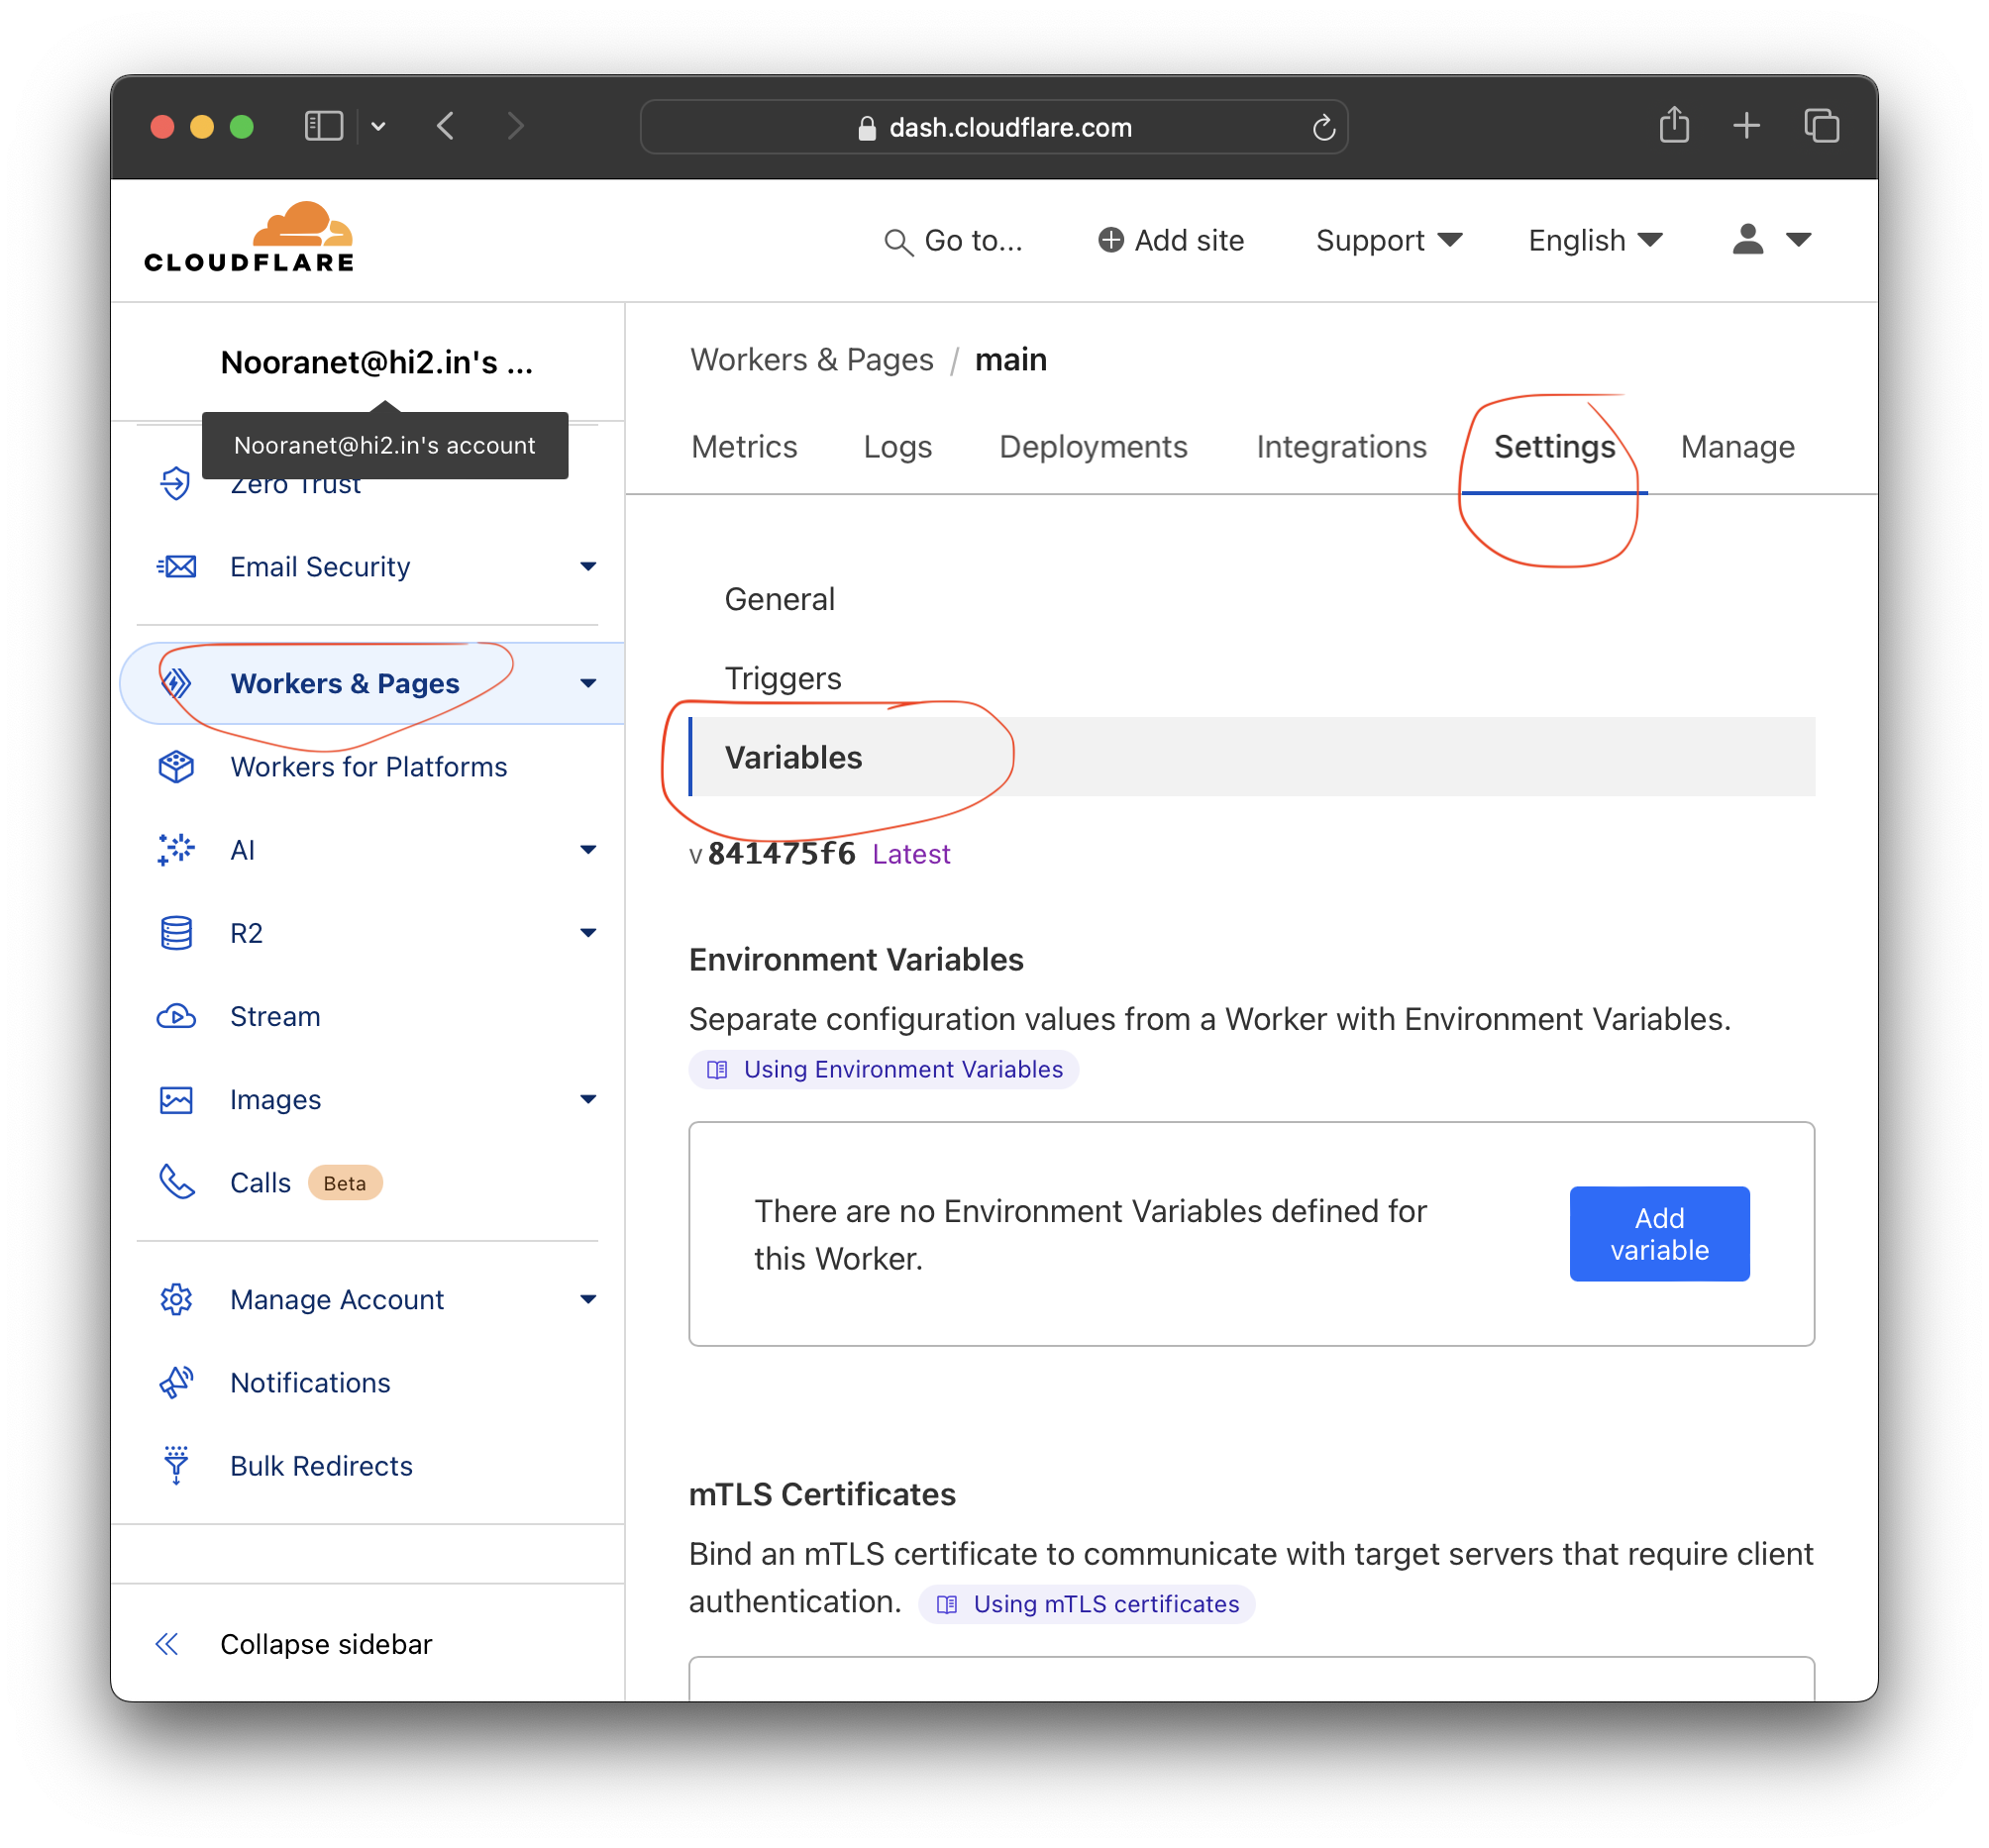 dash.cloudflare.com
CLOUDFLARE
Go to...
Add site
Support
English
Nooranet@hi2.in's ...
Nooranet@hi2.in's account
Zero Trust
Email Security
Workers & Pages
Workers for Platforms
AI
R2
Stream
Images
Calls Beta
Manage Account
Notifications
Bulk Redirects
Collapse sidebar
Workers & Pages / main
Metrics
Logs
Deployments
Integrations
Settings
Manage
General
Triggers
Variables
v 841475f6 Latest
Environment Variables
Separate configuration values from a Worker with Environment Variables.
Using Environment Variables
There are no Environment Variables defined for
this Worker.
Add
variable
mTLS Certificates
Bind an mTLS certificate to communicate with target servers that require client
authentication. Using mTLS certificates